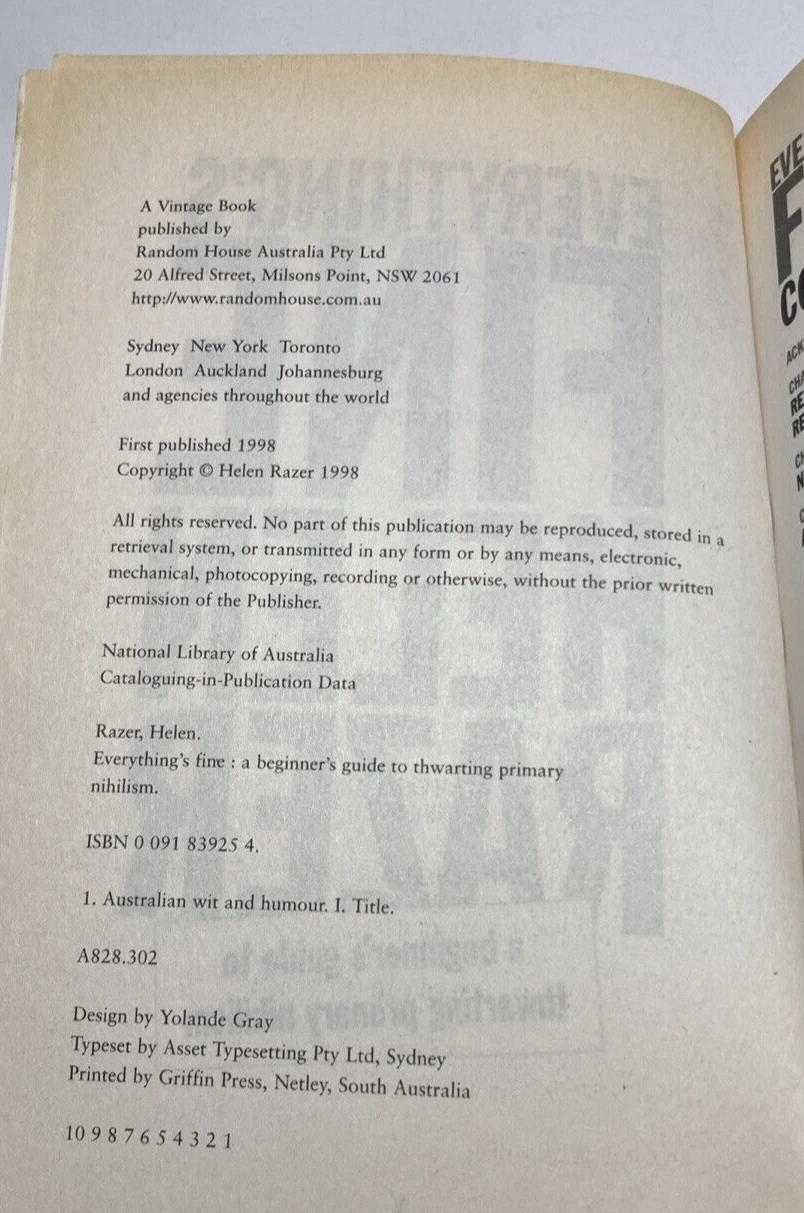 A Vintage Book
published by
Random House Australia Pty Ltd
20 Alfred Street, Milsons Point, NSW 2061
http://www.randomhouse.com.au
Sydney New York Toronto
London Auckland Johannesburg
and agencies throughout the world
First published 1998
Copyright © Helen Razer 1998
All rights reserved. No part of this publication may be reproduced, stored in a
retrieval system, or transmitted in any form or by any means, electronic,
mechanical, photocopying, recording or otherwise, without the prior written
permission of the Publisher.
National Library of Australia
Cataloguing-in-Publication Data
Razer, Helen.
Everything's fine : a beginner's guide to thwarting primary
nihilism.
ISBN 0 091 83925 4.
1. Australian wit and humour. I. Title.
A828.302
Design by Yolande Gray
Typeset by Asset Typesetting Pty Ltd, Sydney
Printed by Griffin Press, Netley, South Australia
10 9 8 7 6 5 4 3 2 1